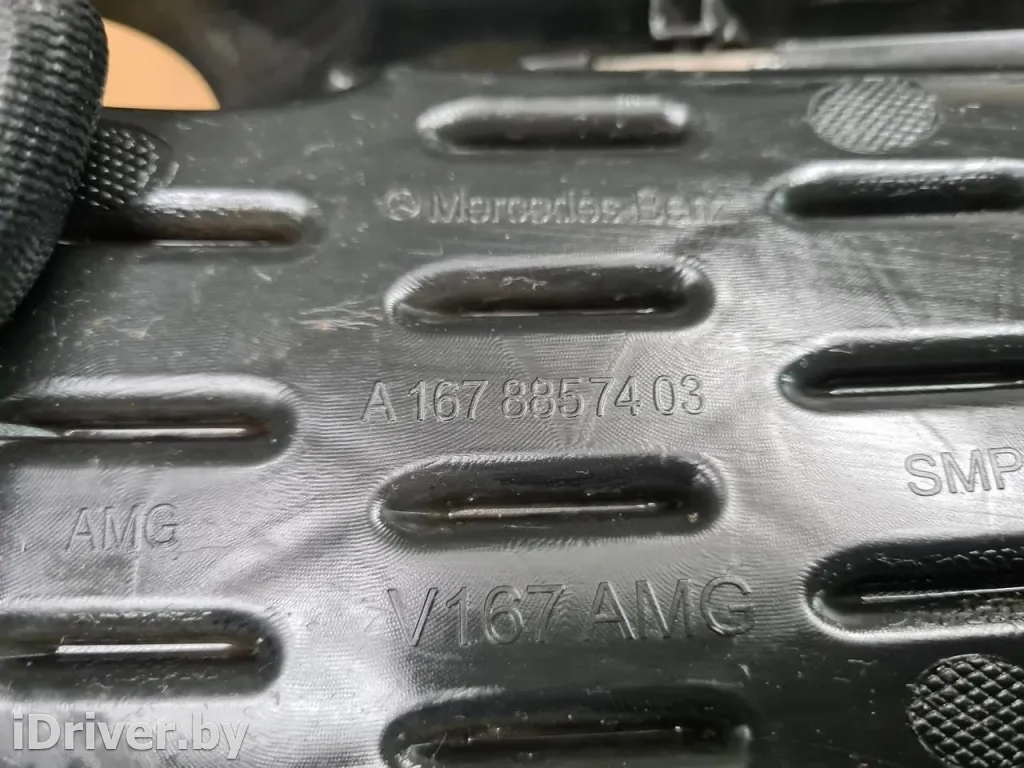 Mercedes Benz
A 167 885 74 03
SMP
AMG
V167 AMG
iDriver.by